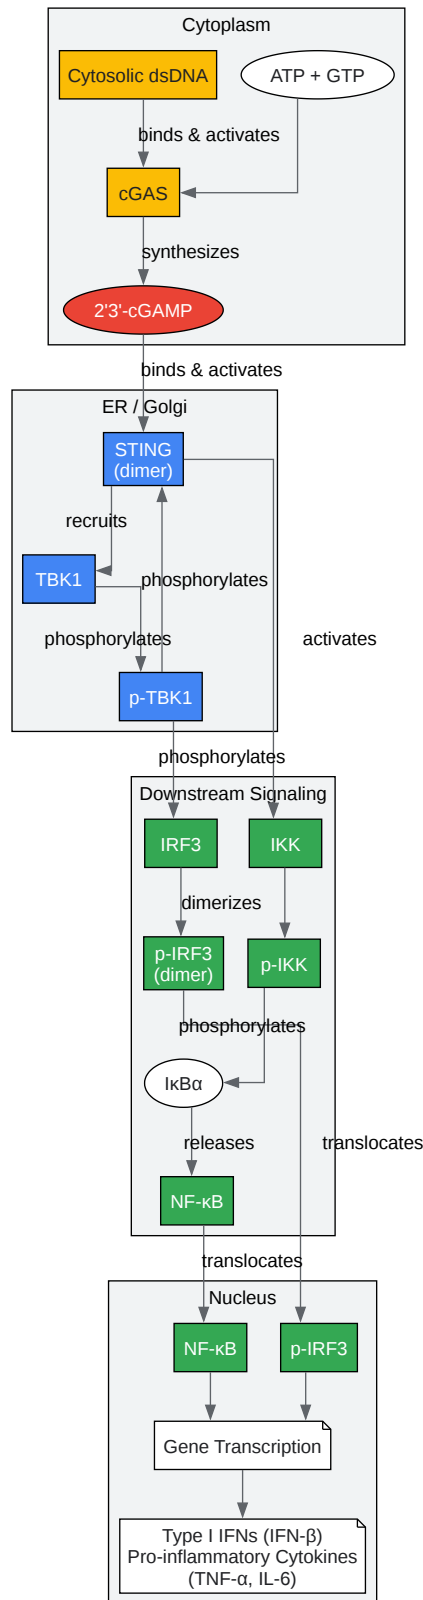 Cytoplasm
Cytosolic dsDNA
ATP + GTP
binds & activates
cGAS
synthesizes
2'3'-cGAMP
binds & activates
ER / Golgi
STING
(dimer)
recruits
TBK1
phosphorylates
phosphorylates
activates
p-TBK1
phosphorylates
Downstream Signaling
IRF3
IKK
dimerizes
p-IRF3
(dimer)
p-IKK
phosphorylates
IκBα
releases
translocates
NF-κB
translocates
Nucleus
NF-κB
p-IRF3
Gene Transcription
Type I IFNs (IFN-β)
Pro-inflammatory Cytokines
(TNF-α, IL-6)